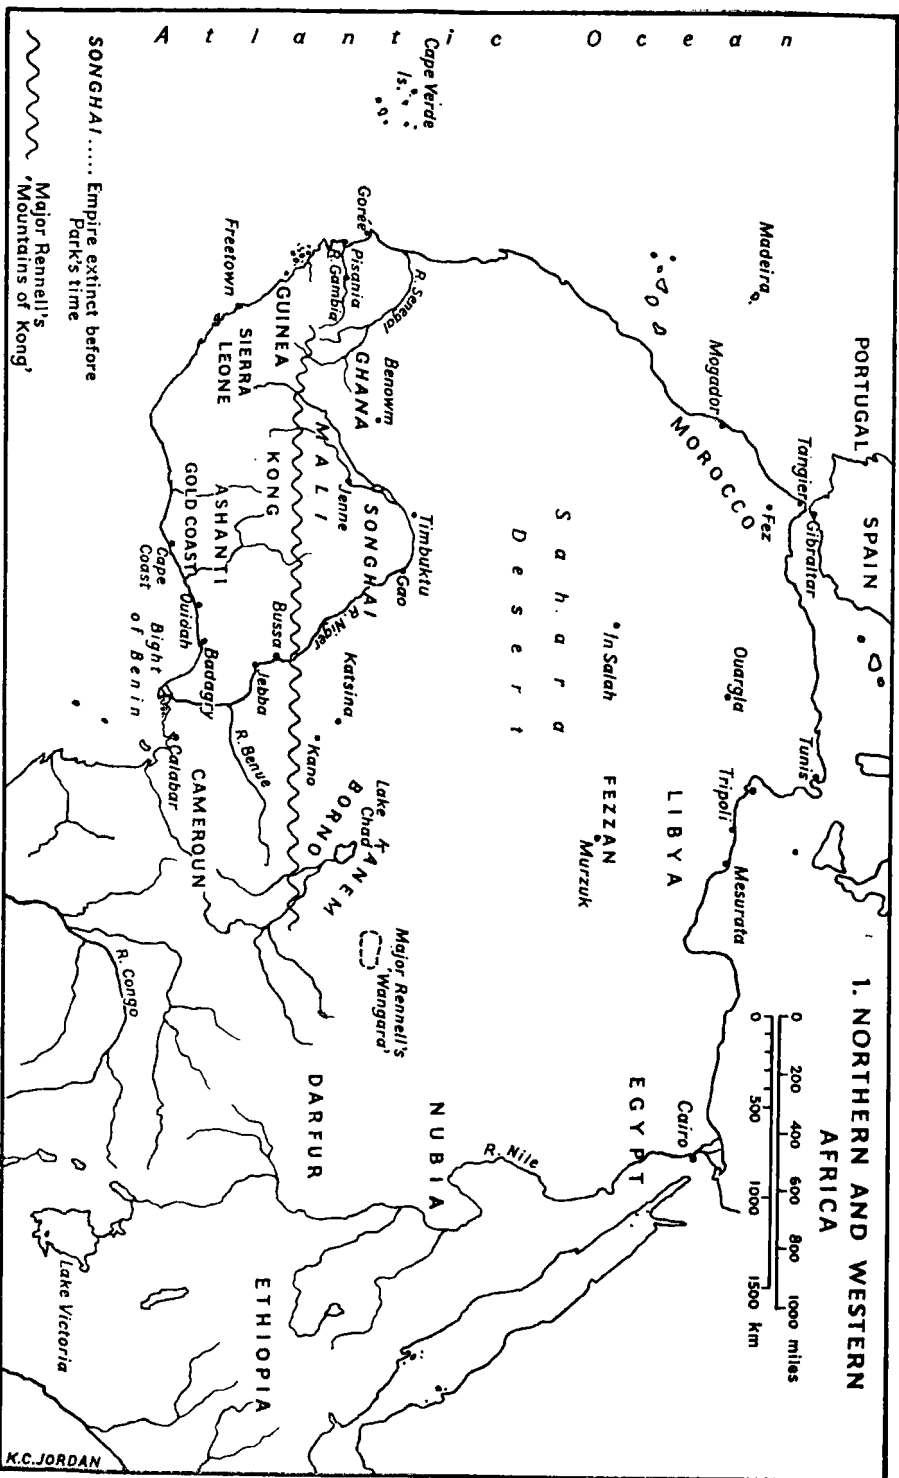 1. NORTHERN AND WESTERN
AFRICA
0 200 400 600 800 1000 miles
0 500 1000 1500 km
PORTUGAL
SPAIN
Madeira
Gibraltar
Tangier
Fez
Mogador
MOROCCO
Tunis
Ouargla
Tripoli
Mesurata
LIBYA
In Salah
FEZZAN
Murzuk
Cairo
EGYPT
R. Nile
NUBIA
Sahara
Desert
Atlantic Ocean
Cape Verde
Is.
Gorée
Pisania
R. Gambia
R. Senegal
Benowm
GHANA
Timbuktu
Gao
SONGHAI
Jenne
MALI
R. Niger
Katsina
Kano
Lake
Chad
KANEM
BORNO
Major Rennell's
'Wangara'
DARFUR
ETHIOPIA
GUINEA
Freetown
SIERRA
LEONE
KONG
ASHANTI
GOLD COAST
Cape
Coast
Ouidah
Badagry
Bussa
Jebba
R. Benue
Bight
of Benin
Calabar
CAMEROUN
R. Congo
Lake Victoria
SONGHAI..... Empire extinct before
Park's time
Major Rennell's
'Mountains of Kong'
K.C.JORDAN